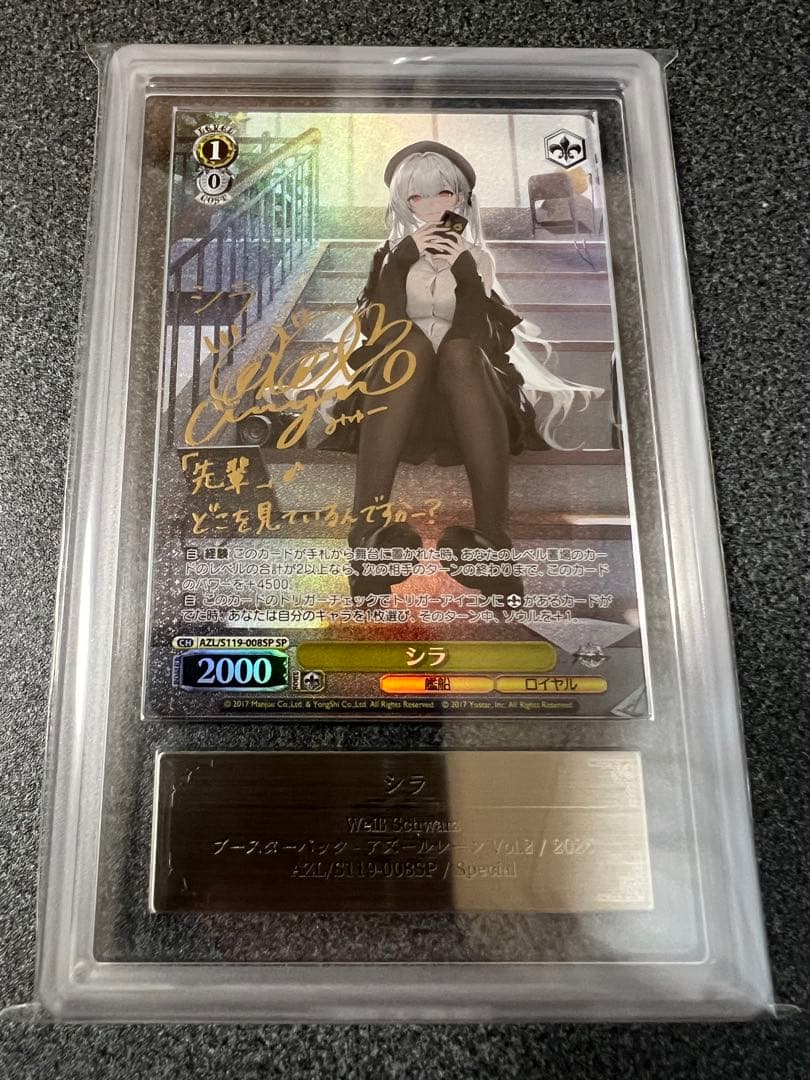 LEVEL
1
0
COST
シラ
「先輩」♪
どこを見ているんですかー?
自 経験 このカードが手札から舞台に置かれた時、あなたのレベル置場のカー
ドのレベルの合計が2以上なら、次の相手のターンの終わりまで、このカード
のパワーを+4500。
自 このカードのトリガーチェックでトリガーアイコンに があるカードが
でた時、あなたは自分のキャラを1枚選び、そのターン中、ソウルを+1。
CH AZL/S119-008SP SP
2000
シラ
艦船 ロイヤル
© 2017 Manjuu Co.,Ltd. & YongShi Co.,Ltd. All Rights Reserved. © 2017 Yostar, Inc. All Rights Reserved.
シラ
Weiß Schwarz
ブースターパック アズールレーン Vol.2 /
AZL/S119-008SP / Special